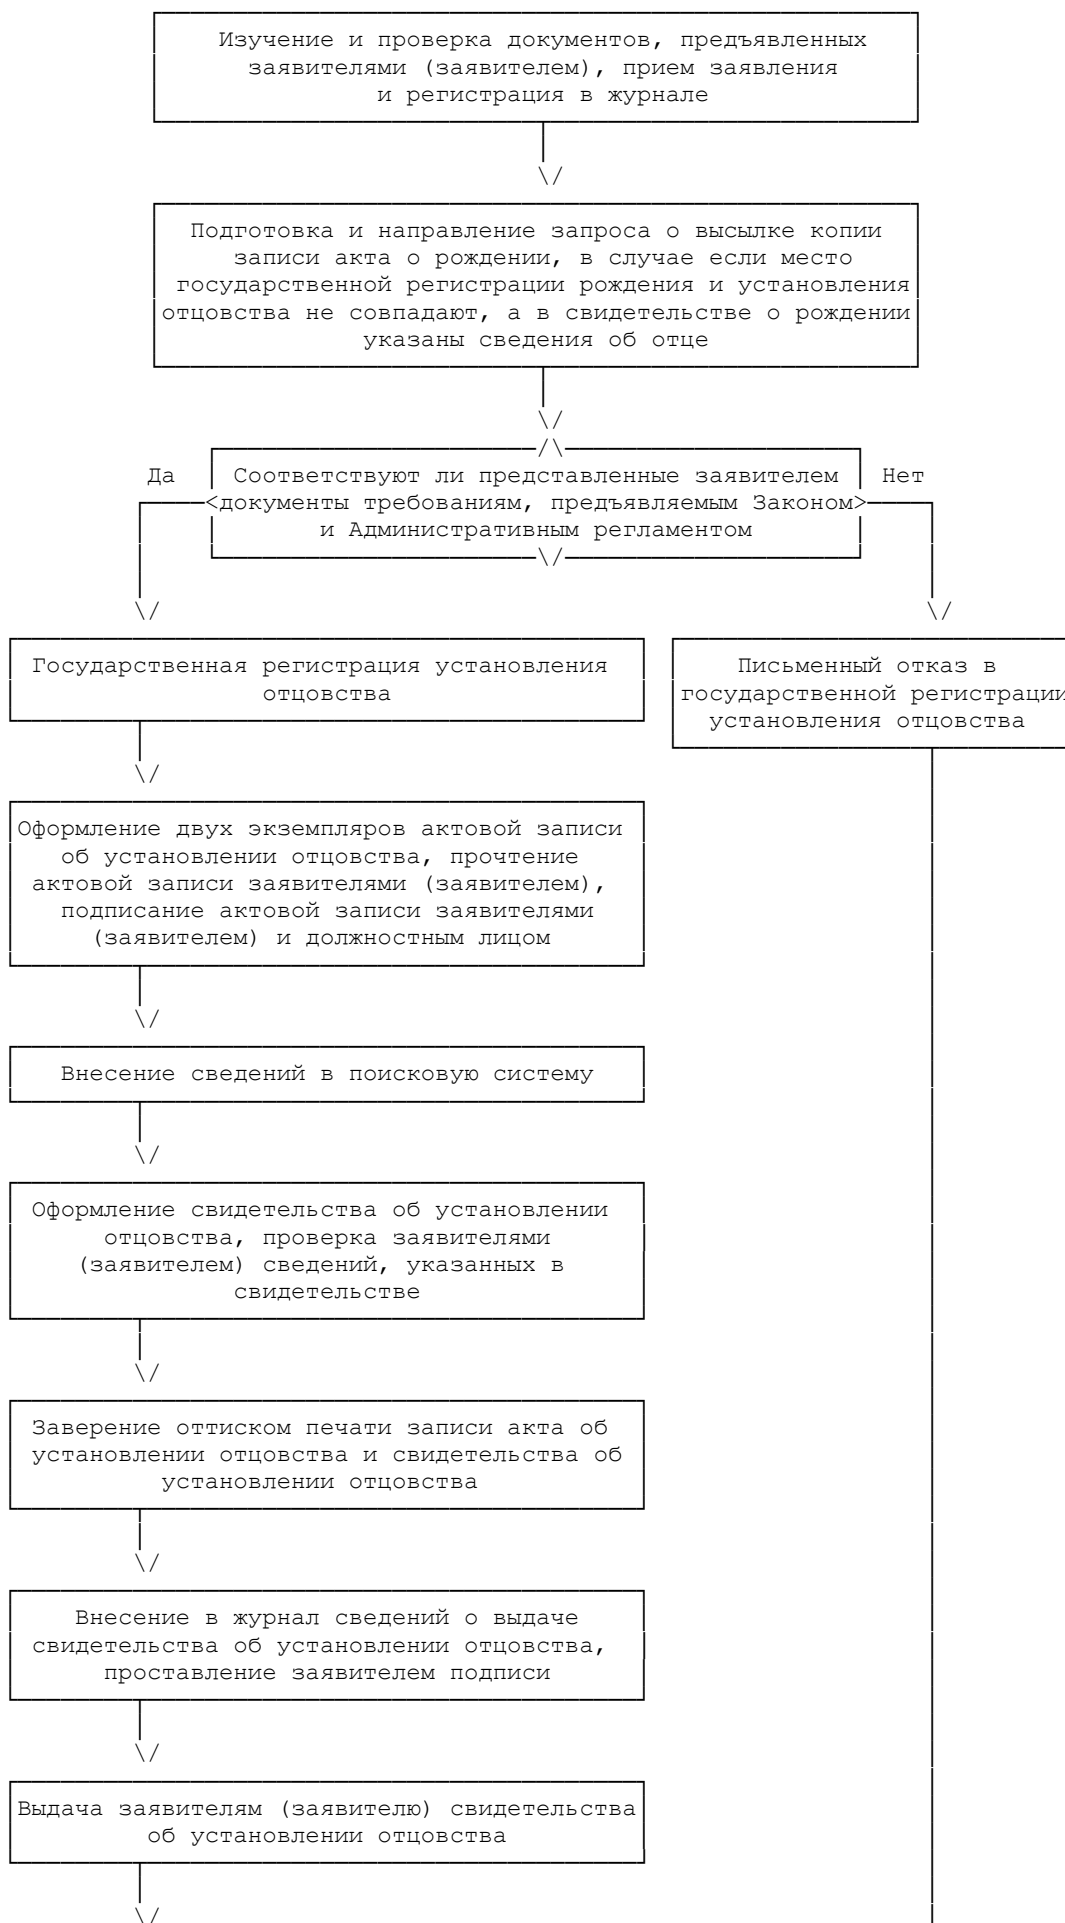 Изучение и проверка документов, предъявленных
заявителями (заявителем), прием заявления
и регистрация в журнале
Подготовка и направление запроса о высылке копии
записи акта о рождении, в случае если место
государственной регистрации рождения и установления
отцовства не совпадают, а в свидетельстве о рождении
указаны сведения об отце
Да
Соответствуют ли представленные заявителем
Нет
<документы требованиям, предъявляемым Законом>
и Административным регламентом
Государственная регистрация установления
отцовства
Письменный отказ в
государственной регистрации
установления отцовства
Оформление двух экземпляров актовой записи
об установлении отцовства, прочтение
актовой записи заявителями (заявителем),
подписание актовой записи заявителями
(заявителем) и должностным лицом
Внесение сведений в поисковую систему
Оформление свидетельства об установлении
отцовства, проверка заявителями
(заявителем) сведений, указанных в
свидетельстве
Заверение оттиском печати записи акта об
установлении отцовства и свидетельства об
установлении отцовства
Внесение в журнал сведений о выдаче
свидетельства об установлении отцовства,
проставление заявителем подписи
Выдача заявителям (заявителю) свидетельства
об установлении отцовства